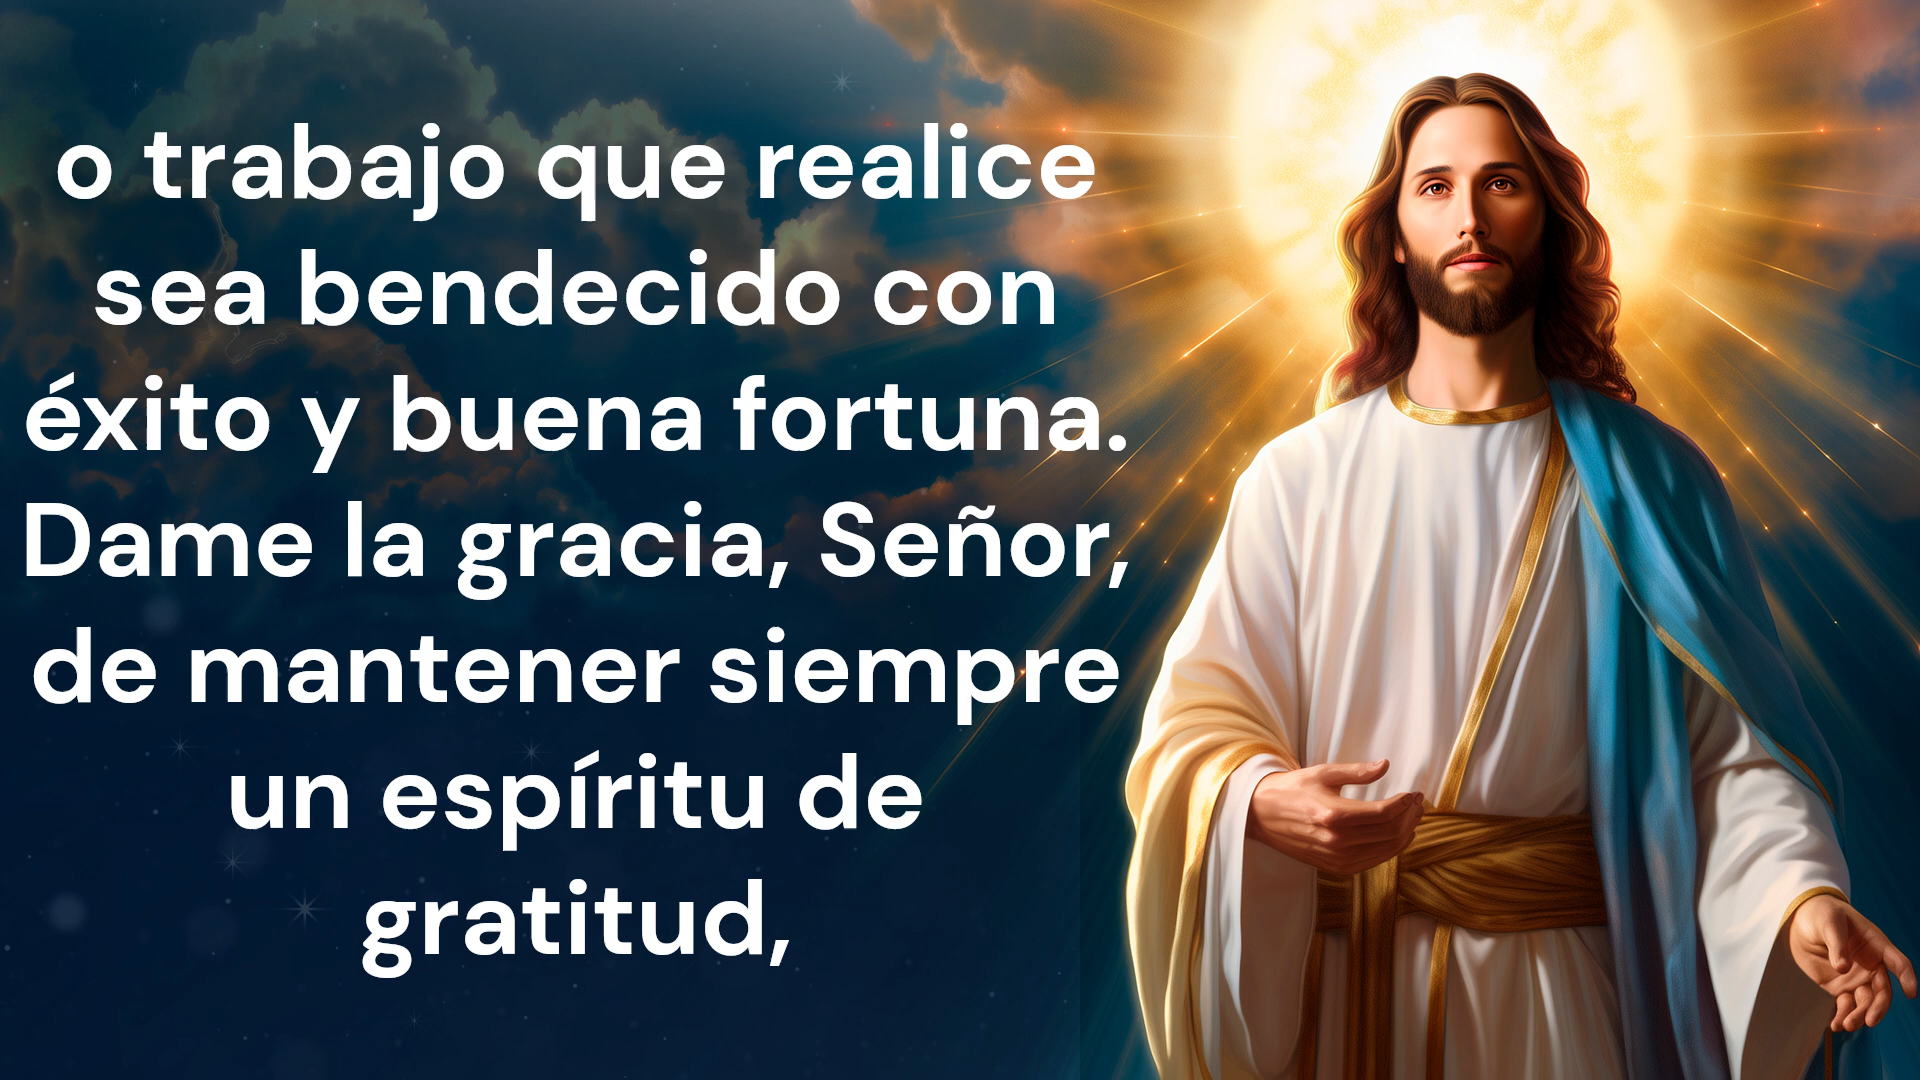 o trabajo que realice
sea bendecido con
éxito y buena fortuna.
Dame la gracia, Señor,
de mantener siempre
un espíritu de
gratitud,